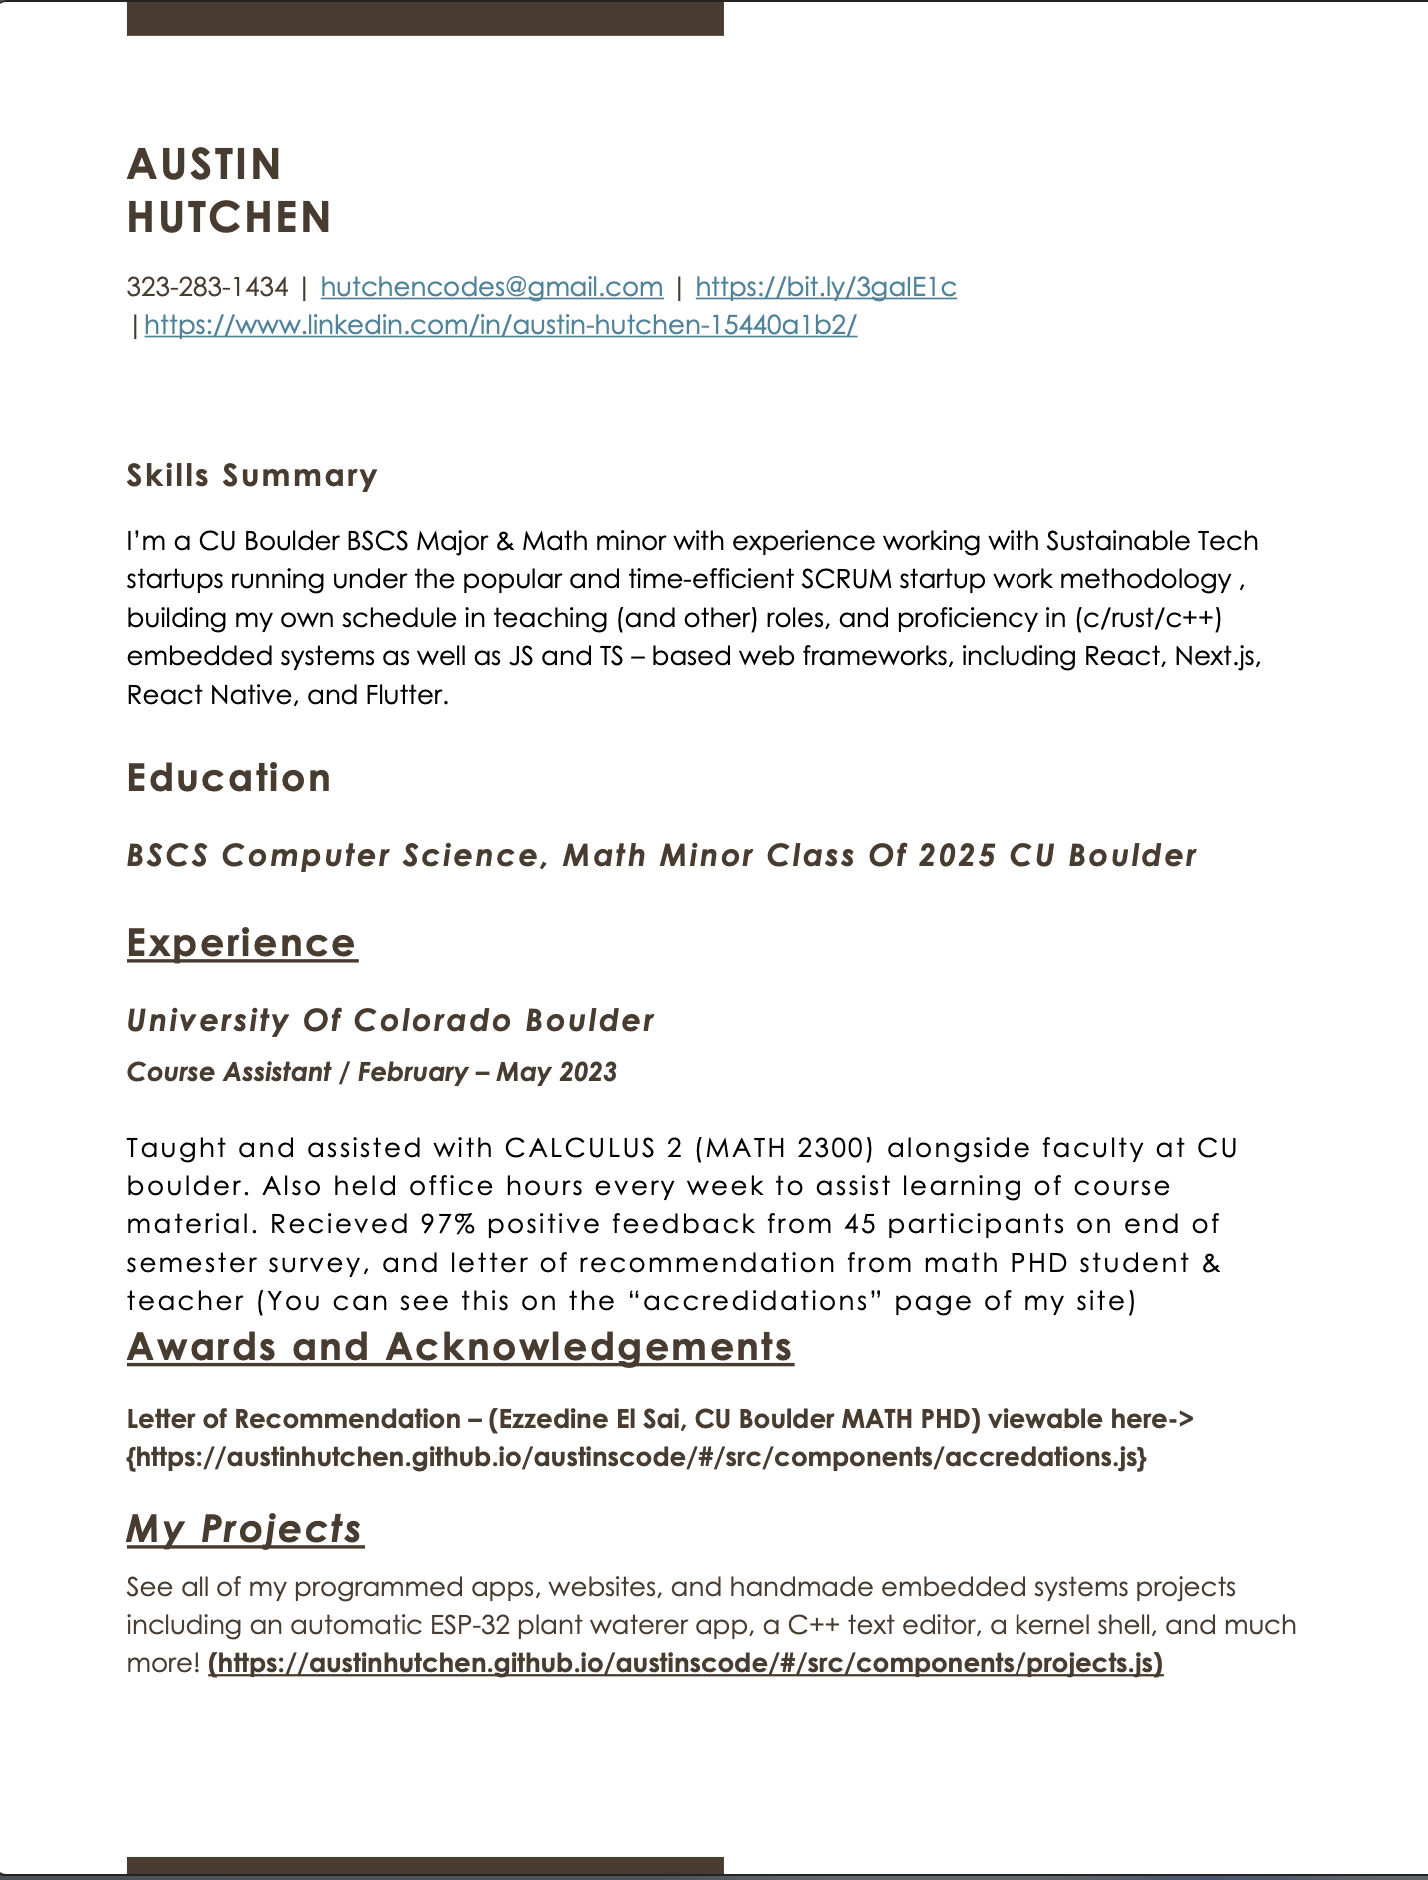 AUSTIN
HUTCHEN
323-283-1434 | hutchencodes@gmail.com | https://bit.ly/3galE1c
|https://www.linkedin.com/in/austin-hutchen-15440a1b2/
Skills Summary
I’m a CU Boulder BSCS Major & Math minor with experience working with Sustainable Tech
startups running under the popular and time-efficient SCRUM startup work methodology ,
building my own schedule in teaching (and other) roles, and proficiency in (c/rust/c++)
embedded systems as well as JS and TS – based web frameworks, including React, Next.js,
React Native, and Flutter.
Education
BSCS Computer Science, Math Minor Class Of 2025 CU Boulder
Experience
University Of Colorado Boulder
Course Assistant / February – May 2023
Taught and assisted with CALCULUS 2 (MATH 2300) alongside faculty at CU
boulder. Also held office hours every week to assist learning of course
material. Recieved 97% positive feedback from 45 participants on end of
semester survey, and letter of recommendation from math PHD student &
teacher (You can see this on the “accredidations” page of my site)
Awards and Acknowledgements
Letter of Recommendation – (Ezzedine El Sai, CU Boulder MATH PHD) viewable here->
{https://austinhutchen.github.io/austinscode/#/src/components/accredations.js}
My Projects
See all of my programmed apps, websites, and handmade embedded systems projects
including an automatic ESP-32 plant waterer app, a C++ text editor, a kernel shell, and much
more! (https://austinhutchen.github.io/austinscode/#/src/components/projects.js)